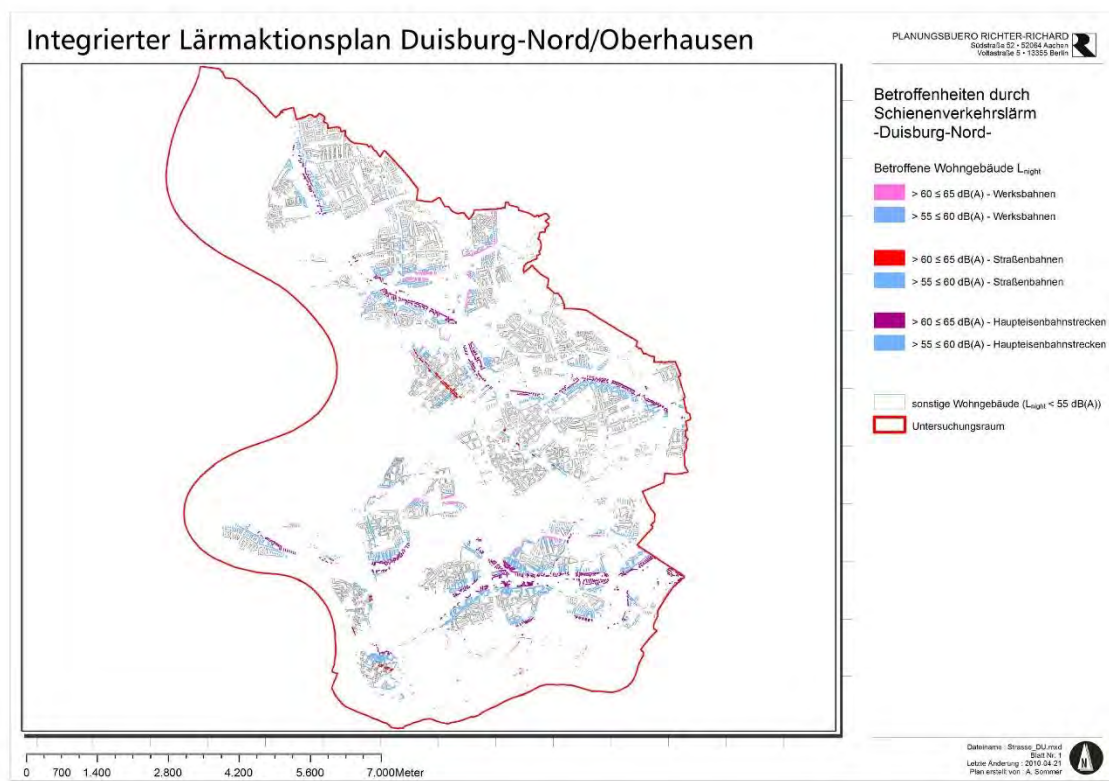 Integrierter Lärmaktionsplan Duisburg-Nord/Oberhausen
PLANUNGSBUERO RICHTER-RICHARD
Südstraße 52 • 52064 Aachen
Voltastraße 5 • 13355 Berlin
Betroffenheiten durch
Schienenverkehrslärm
-Duisburg-Nord-
Betroffene Wohngebäude Lnight
> 60 ≤ 65 dB(A) - Werksbahnen
> 55 ≤ 60 dB(A) - Werksbahnen
> 60 ≤ 65 dB(A) - Straßenbahnen
> 55 ≤ 60 dB(A) - Straßenbahnen
> 60 ≤ 65 dB(A) - Haupteisenbahnstrecken
> 55 ≤ 60 dB(A) - Haupteisenbahnstrecken
sonstige Wohngebäude (Lnight < 55 dB(A))
Untersuchungsraum
0 700 1.400 2.800 4.200 5.600 7.000 Meter
Dateiname : Strasse_DU.mxd
Blatt Nr. 1
Letzte Änderung : 2010-04-21
Plan erstellt von : A. Sommer
N